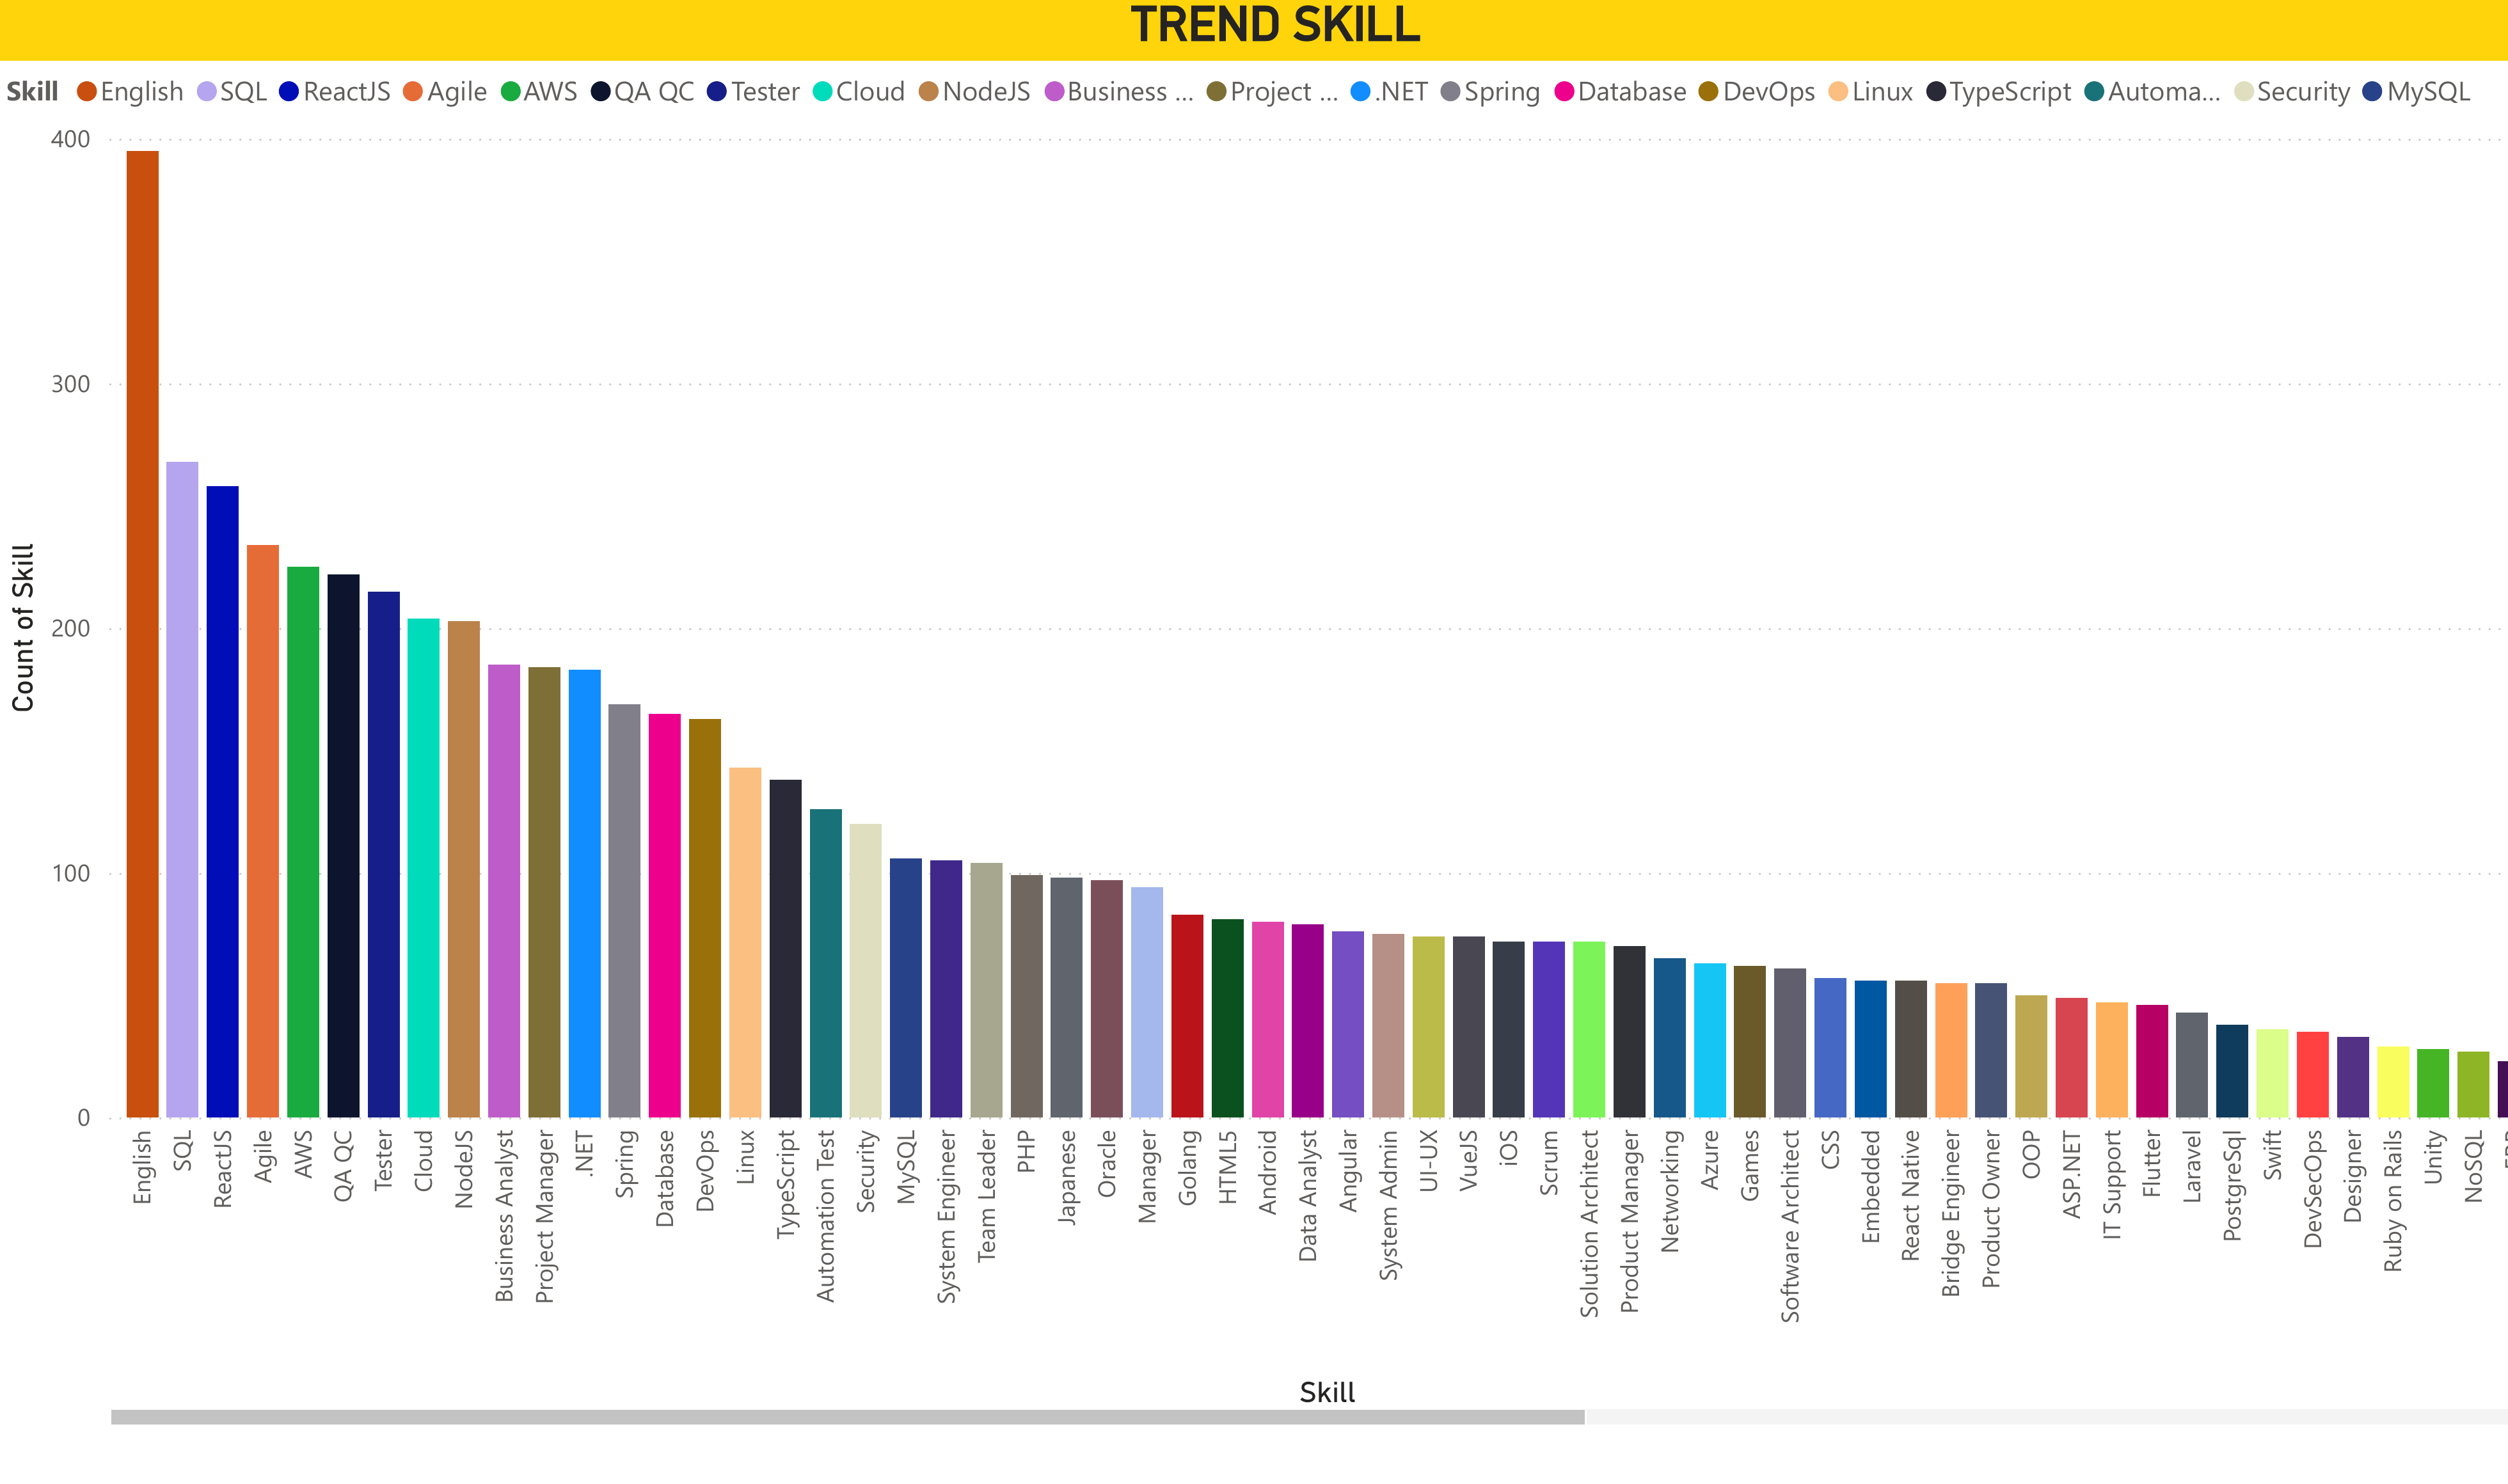 TREND SKILL
Skill English SQL ReactJS Agile AWS QA QC Tester Cloud NodeJS Business ... Project ... .NET Spring Database DevOps Linux TypeScript Automa... Security MySQL
400
300
200
100
0
Count of Skill
English
SQL
ReactJS
Agile
AWS
QA QC
Tester
Cloud
NodeJS
Business Analyst
Project Manager
.NET
Spring
Database
DevOps
Linux
TypeScript
Automation Test
Security
MySQL
System Engineer
Team Leader
PHP
Japanese
Oracle
Manager
Golang
HTML5
Android
Data Analyst
Angular
System Admin
UI-UX
VueJS
iOS
Scrum
Solution Architect
Product Manager
Networking
Azure
Games
Software Architect
CSS
Embedded
React Native
Bridge Engineer
Product Owner
OOP
ASP.NET
IT Support
Flutter
Laravel
PostgreSql
Swift
DevSecOps
Designer
Ruby on Rails
Unity
NoSQL
Skill